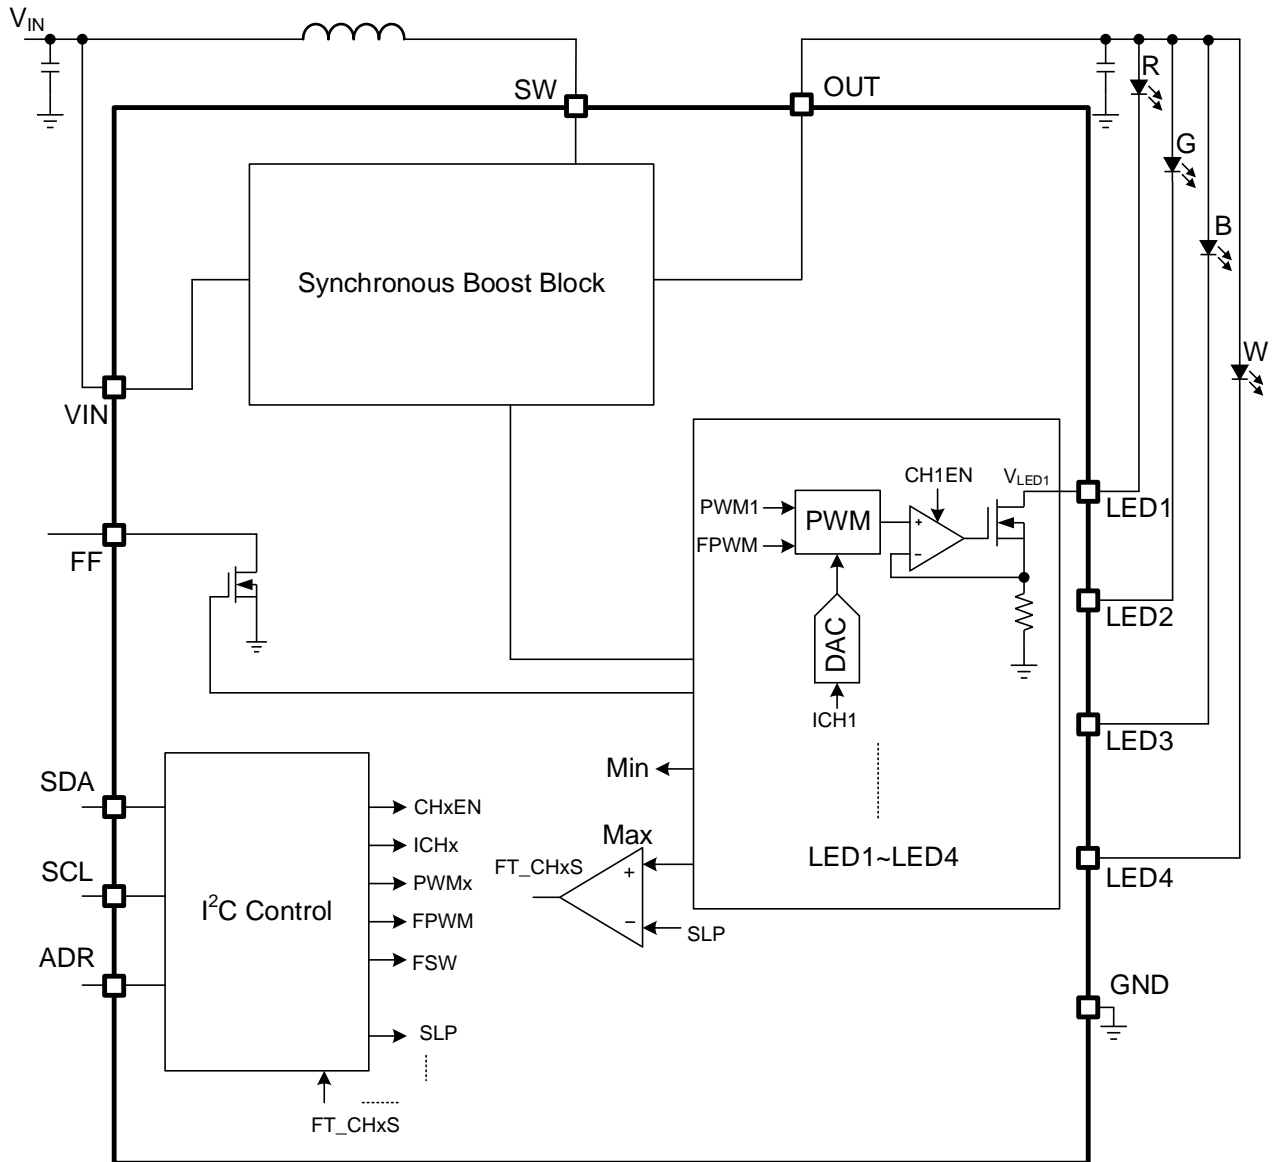 VIN
SW
OUT
R
G
B
W
Synchronous Boost Block
VIN
FF
CH1EN
VLED1
PWM1
FPWM
PWM
DAC
ICH1
LED1
LED2
LED3
LED4
LED1~LED4
Min
Max
FT_CHxS
+
−
SLP
SDA
SCL
ADR
I²C Control
CHxEN
ICHx
PWMx
FPWM
FSW
SLP
FT_CHxS
GND